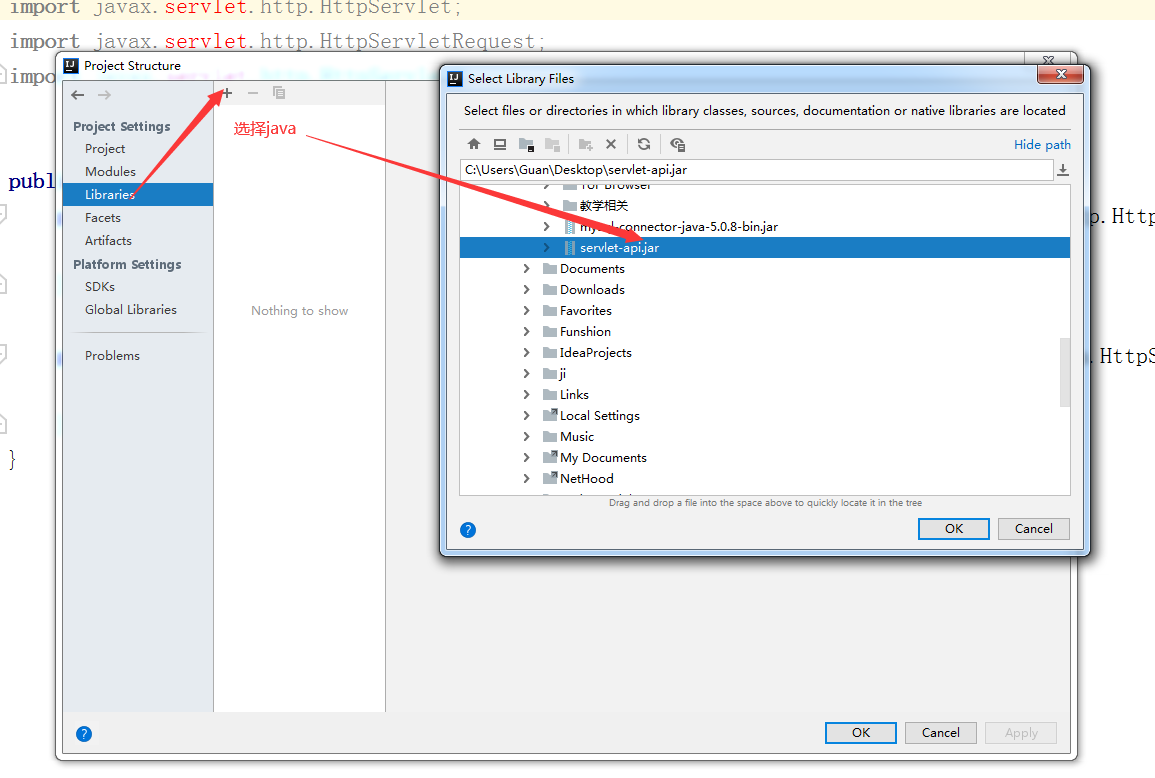 import javax.servlet.http.HttpServlet;
import javax.servlet.http.HttpServletRequest;
impo
Project Structure
Select Library Files
Select files or directories in which library classes, sources, documentation or native libraries are located
选择java
Project Settings
Project
Modules
Libraries
Facets
Artifacts
Platform Settings
SDKs
Global Libraries
Problems
Nothing to show
Hide path
C:\Users\Guan\Desktop\servlet-api.jar
Tor Browser
教学相关
mysql-connector-java-5.0.8-bin.jar
servlet-api.jar
Documents
Downloads
Favorites
Funshion
IdeaProjects
ji
Links
Local Settings
Music
My Documents
NetHood
Drag and drop a file into the space above to quickly locate it in the tree
OK
Cancel
publ
p.Http
.HttpS
}
OK
Cancel
Apply